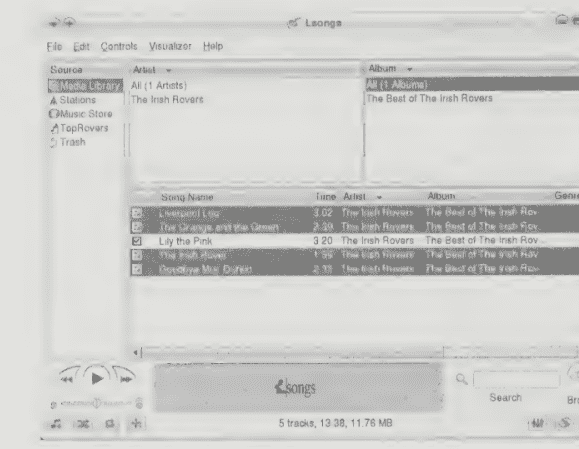 Lsongs
File Edit Controls Visualizer Help
Source Artist Album
Media Library All (1 Artists) All (1 Albums)
Stations The Irish Rovers The Best of The Irish Rovers
Music Store
TopRovers
Trash
Song Name Time Artist Album Genre
Liverpool Lou 3:02 The Irish Rovers The Best of The Irish Rov
The Orange and the Green 2:39 The Irish Rovers The Best of The Irish Rov
Lily the Pink 3:20 The Irish Rovers The Best of The Irish Rov...
The Irish Rover The Irish Rovers The Best of The Irish Rov
Goodbye Mrs. Durkin The Irish Rovers The Best of The Irish Rov
Lsongs
Search
5 tracks, 13:38, 11.76 MB